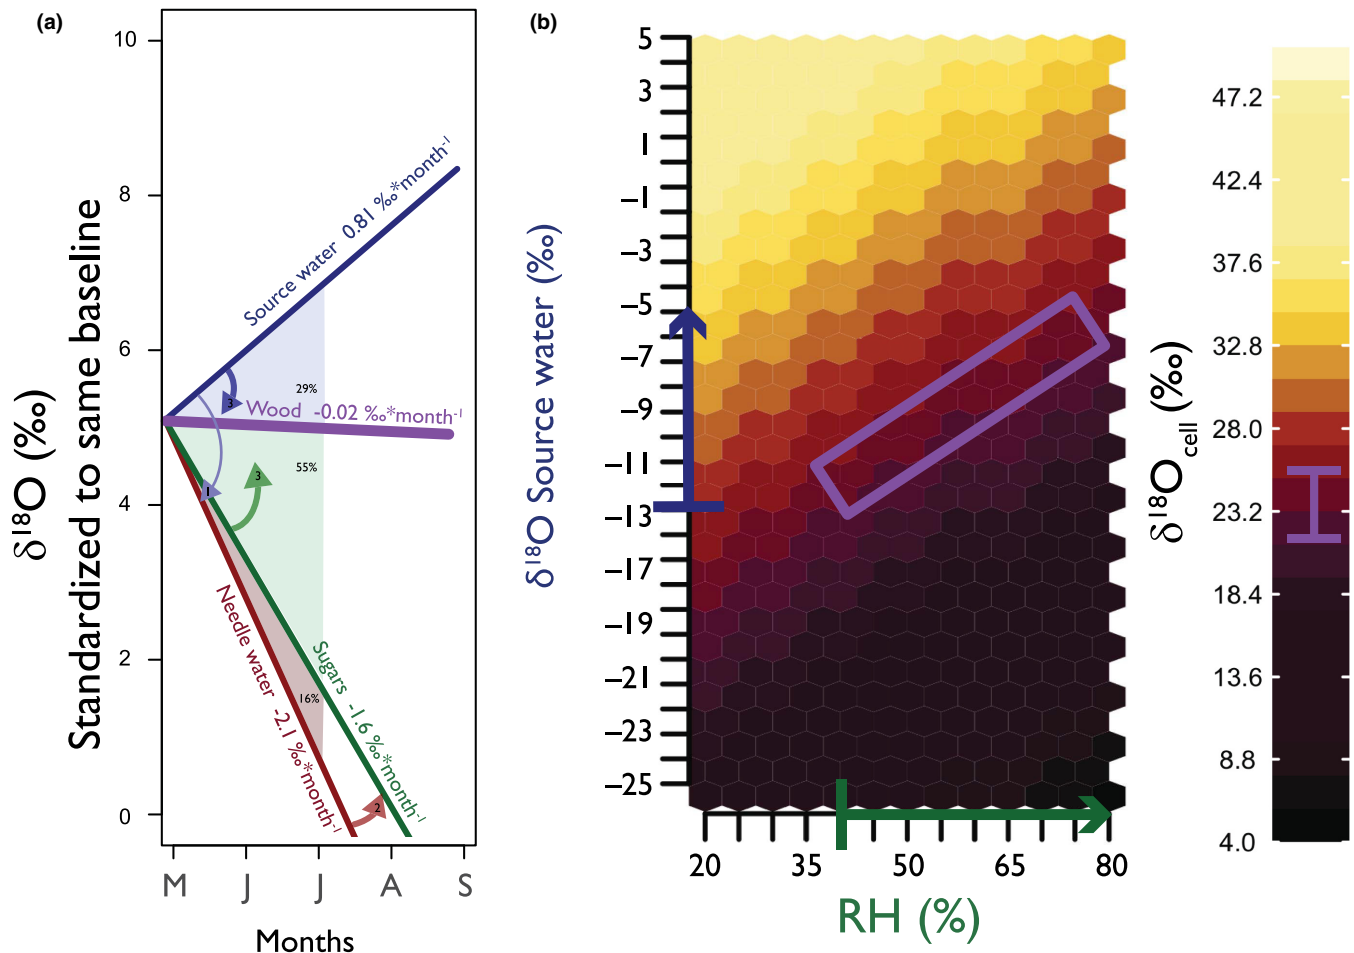 (a)
δ¹⁸O (‰)
Standardized to same baseline
10
8
6
4
2
0
Source water 0.81 ‰*month⁻¹
29%
3
Wood -0.02 ‰*month⁻¹
55%
3
1
Needle water -2.1 ‰*month⁻¹
Sugars -1.6 ‰*month⁻¹
16%
2
M J J A S
Months
(b)
δ¹⁸O Source water (‰)
5
3
1
−1
−3
−5
−7
−9
−11
−13
−17
−19
−21
−23
−25
20 35 50 65 80
RH (%)
δ¹⁸O_cell (‰)
47.2
42.4
37.6
32.8
28.0
23.2
18.4
13.6
8.8
4.0